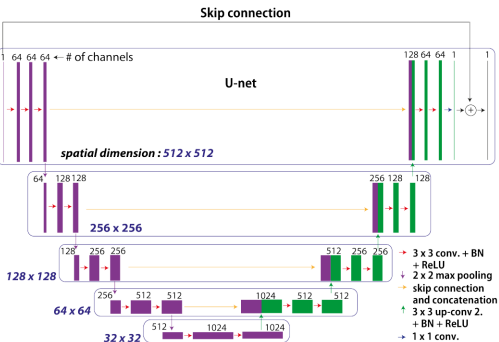 Skip connection
1 64 64 64 ← # of channels
128 64 64 1 1
U-net
+
spatial dimension : 512 x 512
64 128 128
256 128 128
256 x 256
128 256 256
512 256 256
128 x 128
256 512 512
1024 512 512
64 x 64
512 1024 1024
32 x 32
3 x 3 conv. + BN
+ ReLU
2 x 2 max pooling
skip connection
and concatenation
3 x 3 up-conv 2.
+ BN + ReLU
1 x 1 conv.